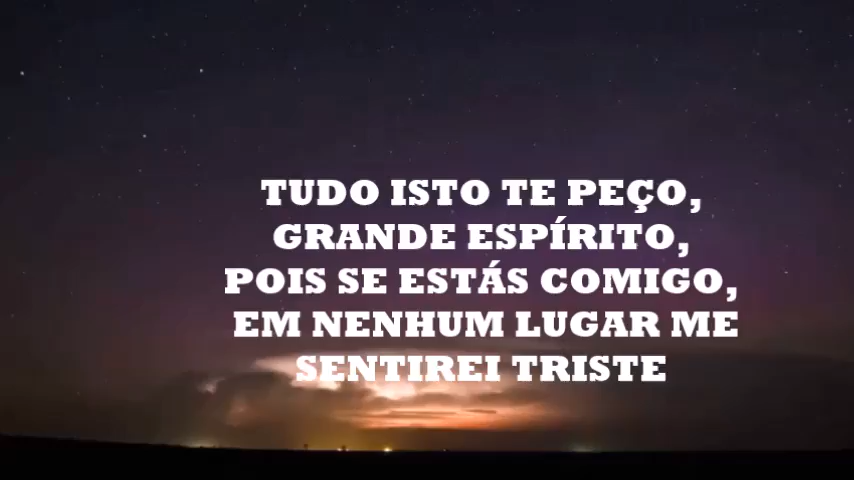 TUDO ISTO TE PEÇO,
GRANDE ESPÍRITO,
POIS SE ESTÁS COMIGO,
EM NENHUM LUGAR ME
SENTIREI TRISTE